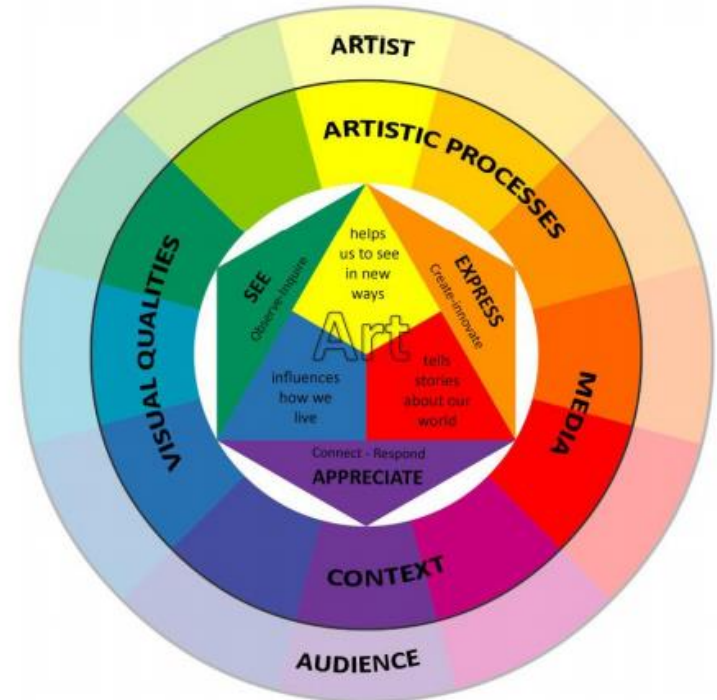 ARTIST
ARTISTIC PROCESSES
helps
us to see
in new
ways
SEE
Observe-Inquire
EXPRESS
Create-innovate
Art
VISUAL QUALITIES
MEDIA
influences
how we
live
tells
stories
about our
world
Connect - Respond
APPRECIATE
CONTEXT
AUDIENCE